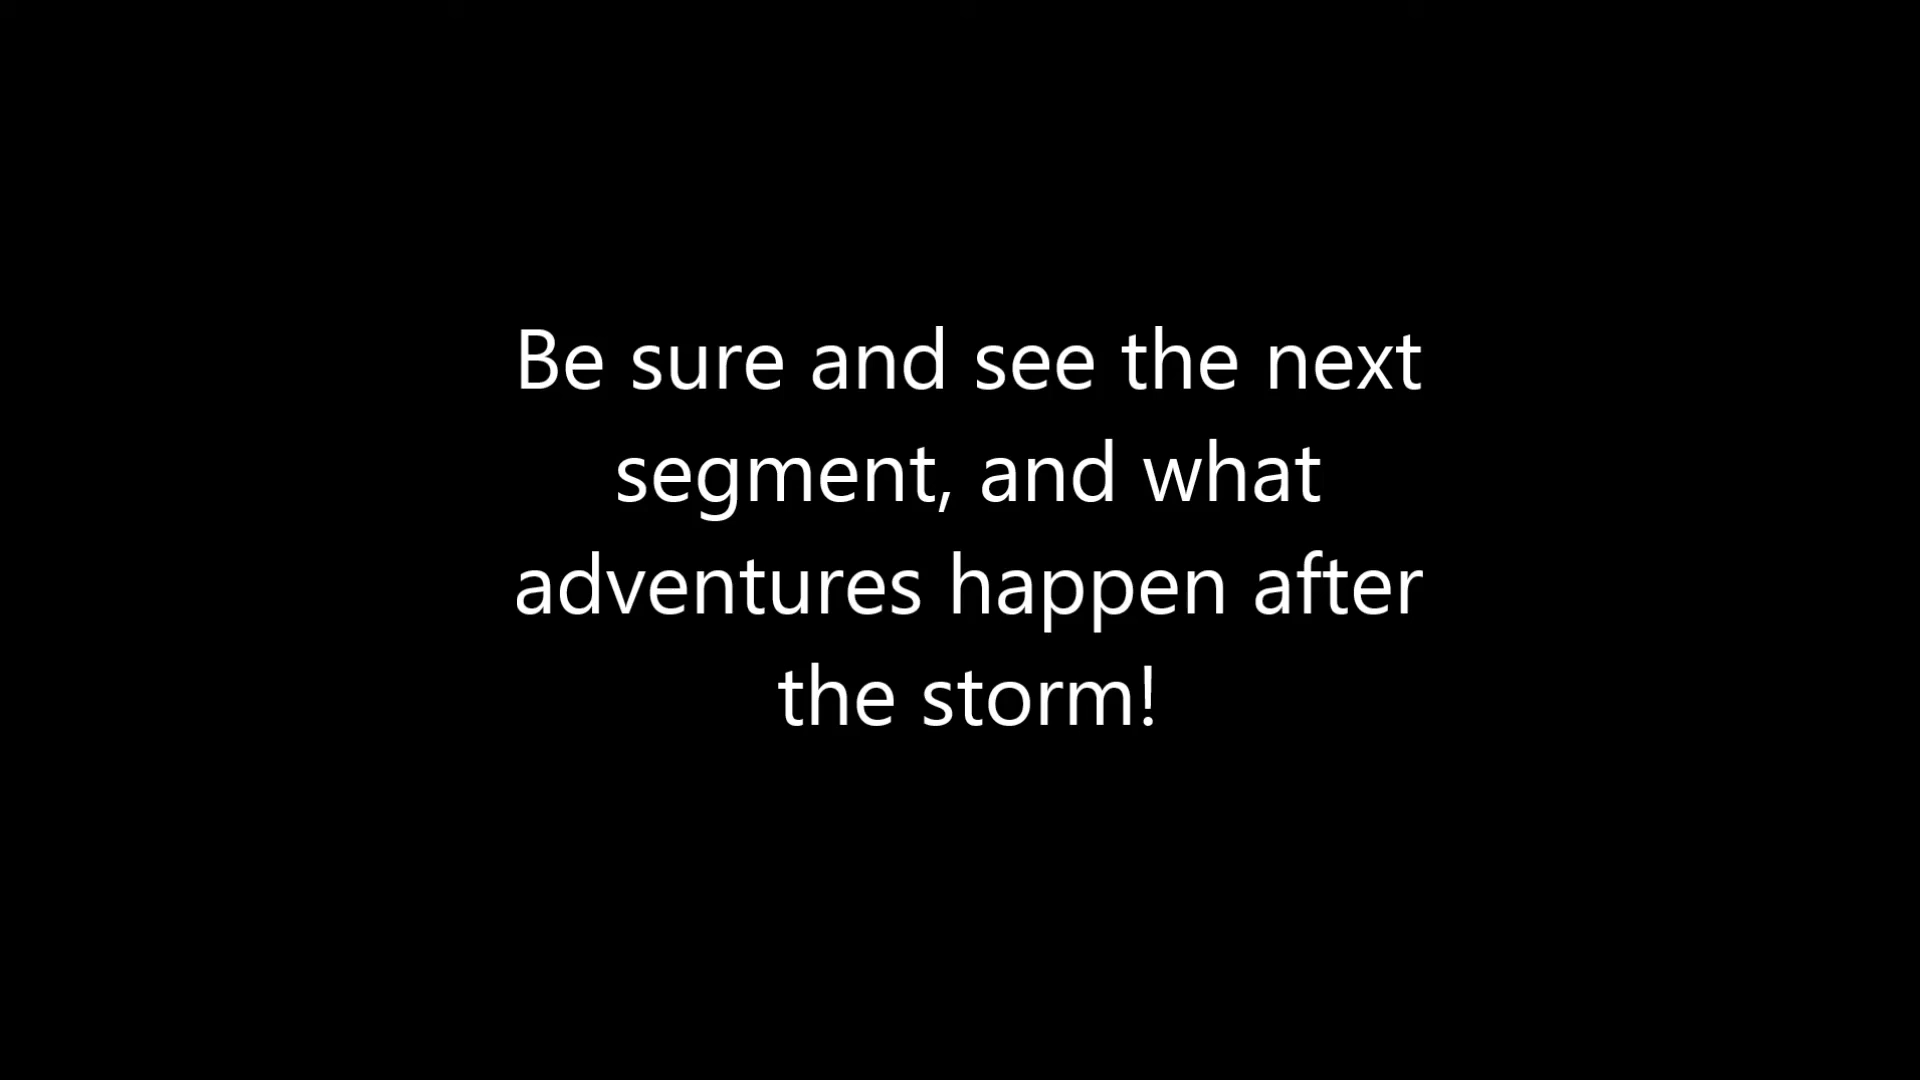 Be sure and see the next
segment, and what
adventures happen after
the storm!